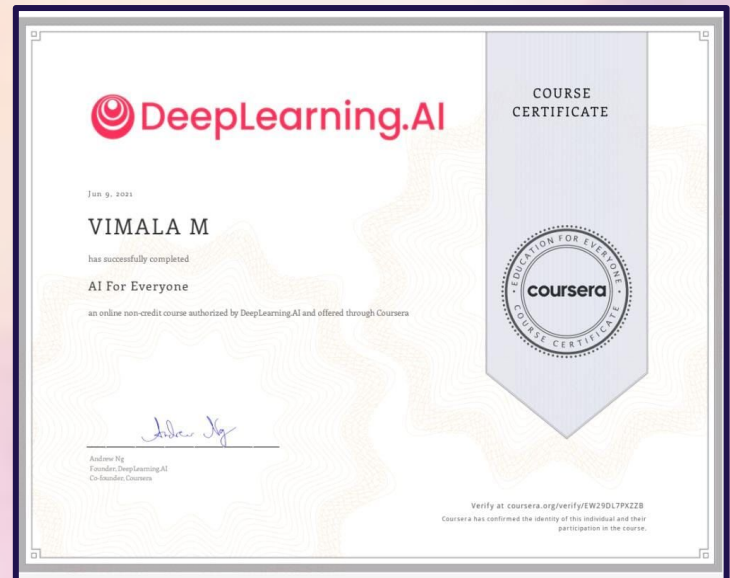 DeepLearning.AI
COURSE
CERTIFICATE
Jun 9, 2021
VIMALA M
has successfully completed
AI For Everyone
an online non-credit course authorized by DeepLearning.AI and offered through Coursera
EDUCATION FOR EVERYONE
coursera
COURSE CERTIFICATE
Andrew Ng
Andrew Ng
Founder, DeepLearning.AI
Co-founder, Coursera
Verify at coursera.org/verify/EW29DL7PXZZB
Coursera has confirmed the identity of this individual and their
participation in the course.